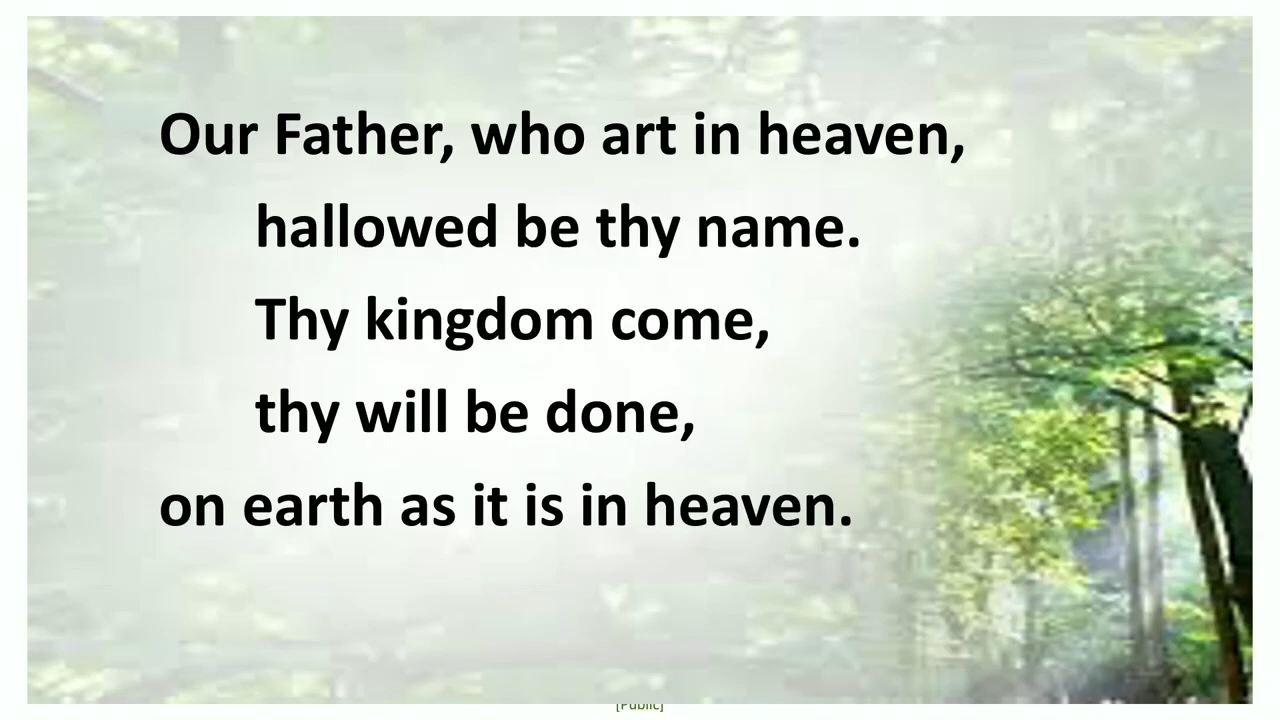 Our Father, who art in heaven,
hallowed be thy name.
Thy kingdom come,
thy will be done,
on earth as it is in heaven.
[Public]